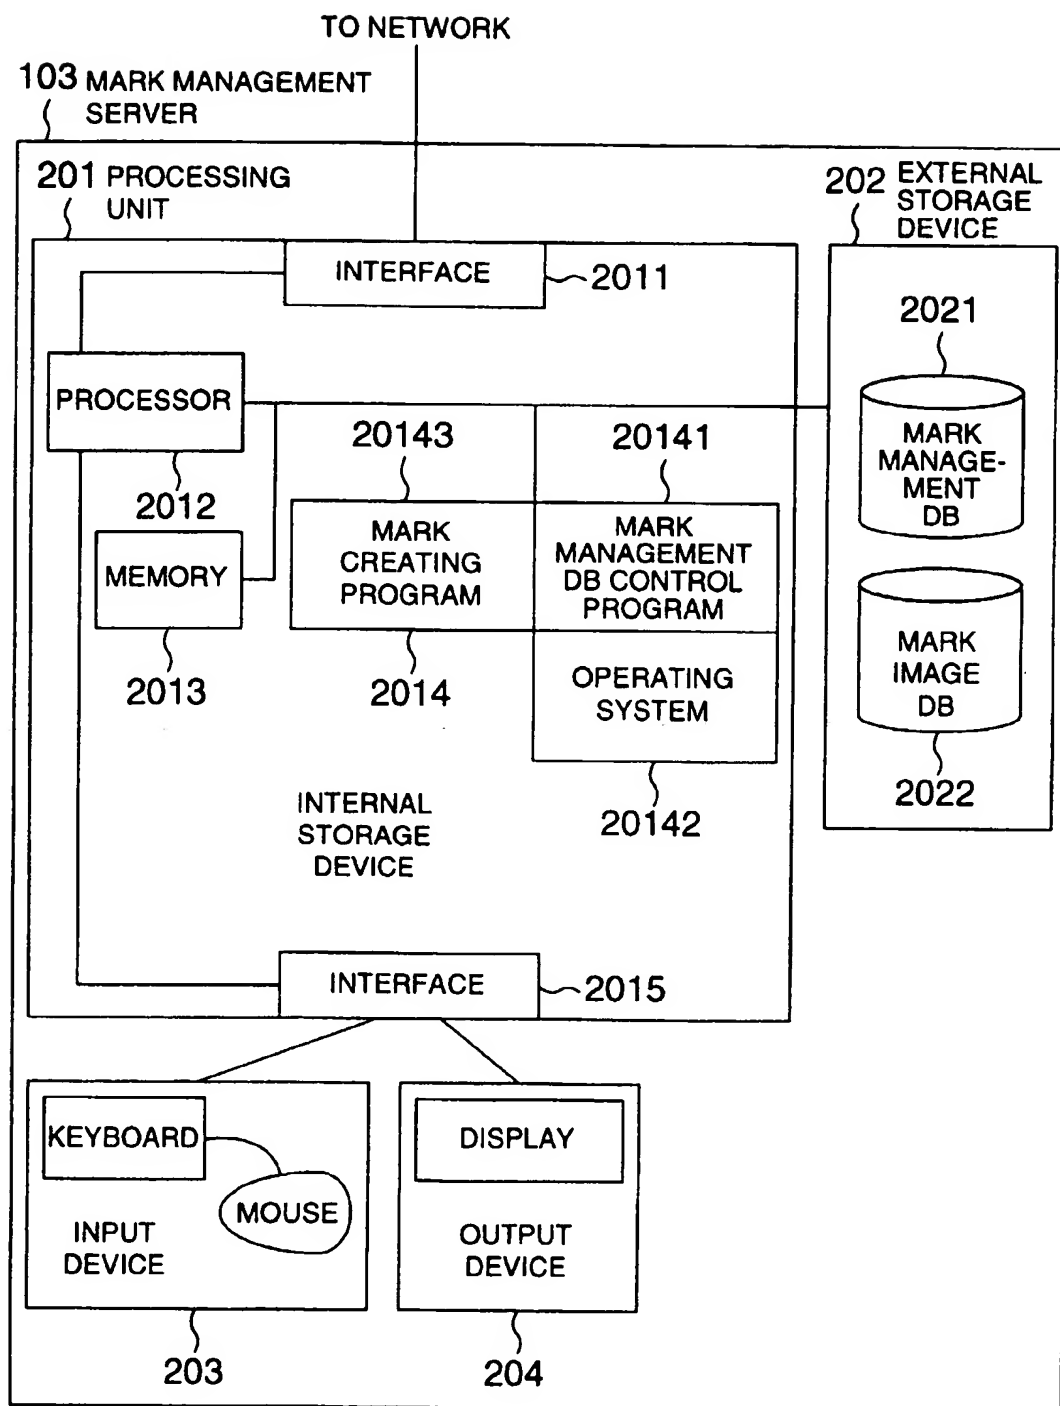 TO NETWORK
103 MARK MANAGEMENT
SERVER
201 PROCESSING
UNIT
202 EXTERNAL
STORAGE
DEVICE
INTERFACE
2011
2021
PROCESSOR
2012
20143
20141
MARK
MANAGE-
MENT
DB
MEMORY
2013
MARK
CREATING
PROGRAM
2014
MARK
MANAGEMENT
DB CONTROL
PROGRAM
OPERATING
SYSTEM
20142
MARK
IMAGE
DB
2022
INTERNAL
STORAGE
DEVICE
INTERFACE
2015
KEYBOARD
MOUSE
INPUT
DEVICE
203
DISPLAY
OUTPUT
DEVICE
204